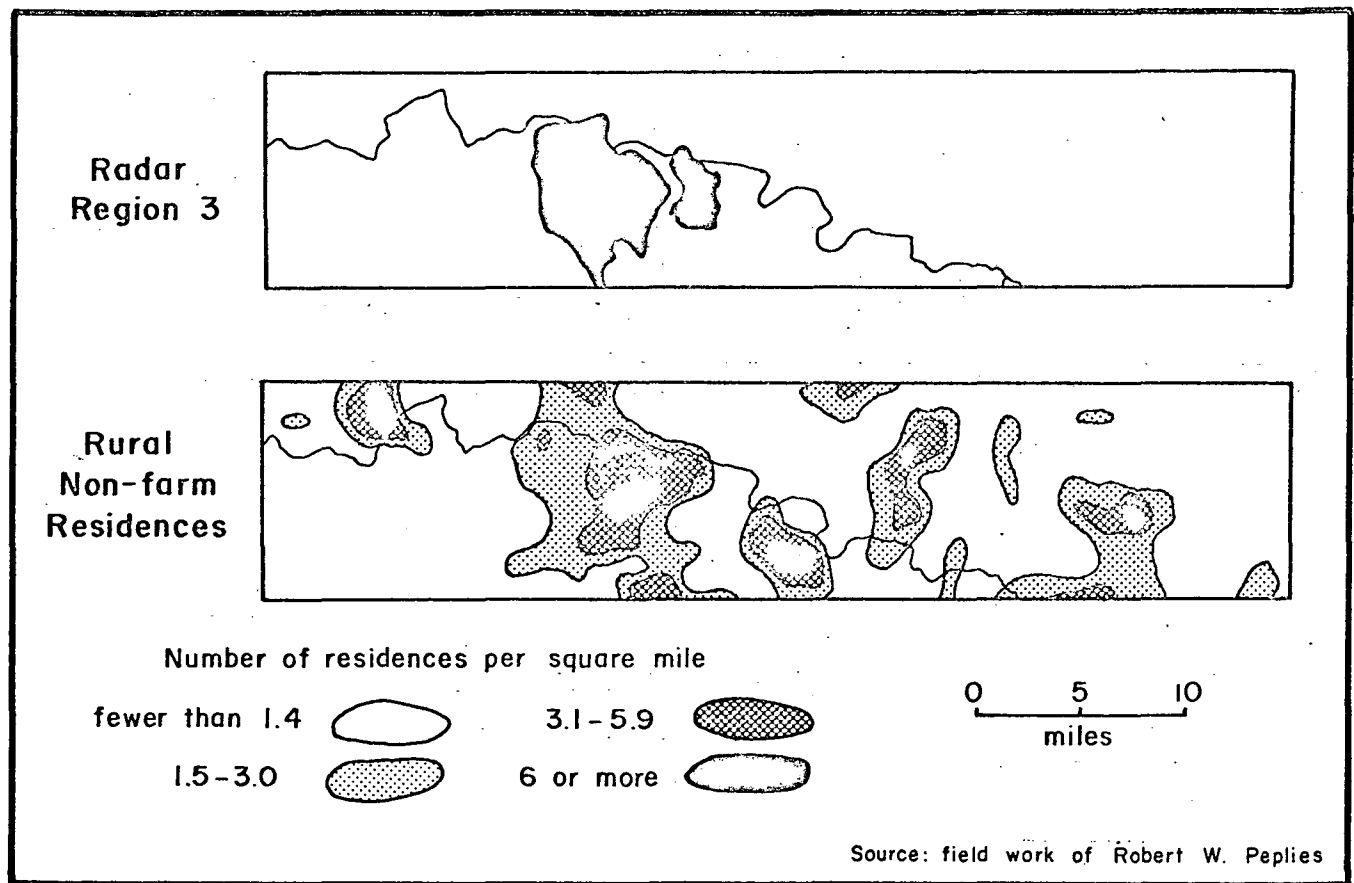 Radar
Region 3
Rural
Non-farm
Residences
Number of residences per square mile
fewer than 1.4
3.1-5.9
1.5-3.0
6 or more
0 5 10
miles
Source: field work of Robert W. Peplies